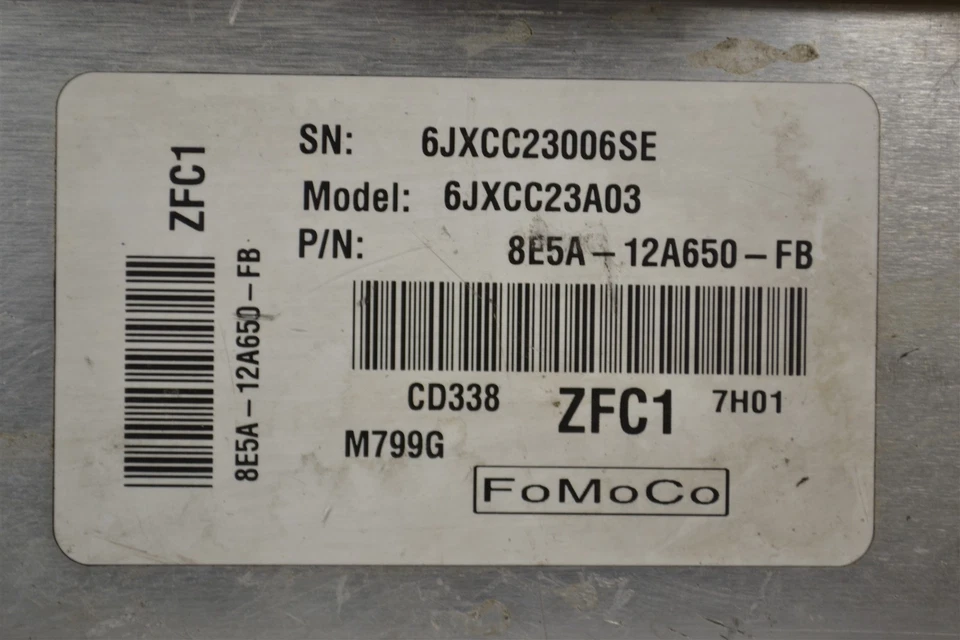 ZFC1
8E5A-12A650-FB
SN: 6JXCC23006SE
Model: 6JXCC23A03
P/N: 8E5A-12A650-FB
CD338 ZFC1 7H01
M799G
FoMoCo